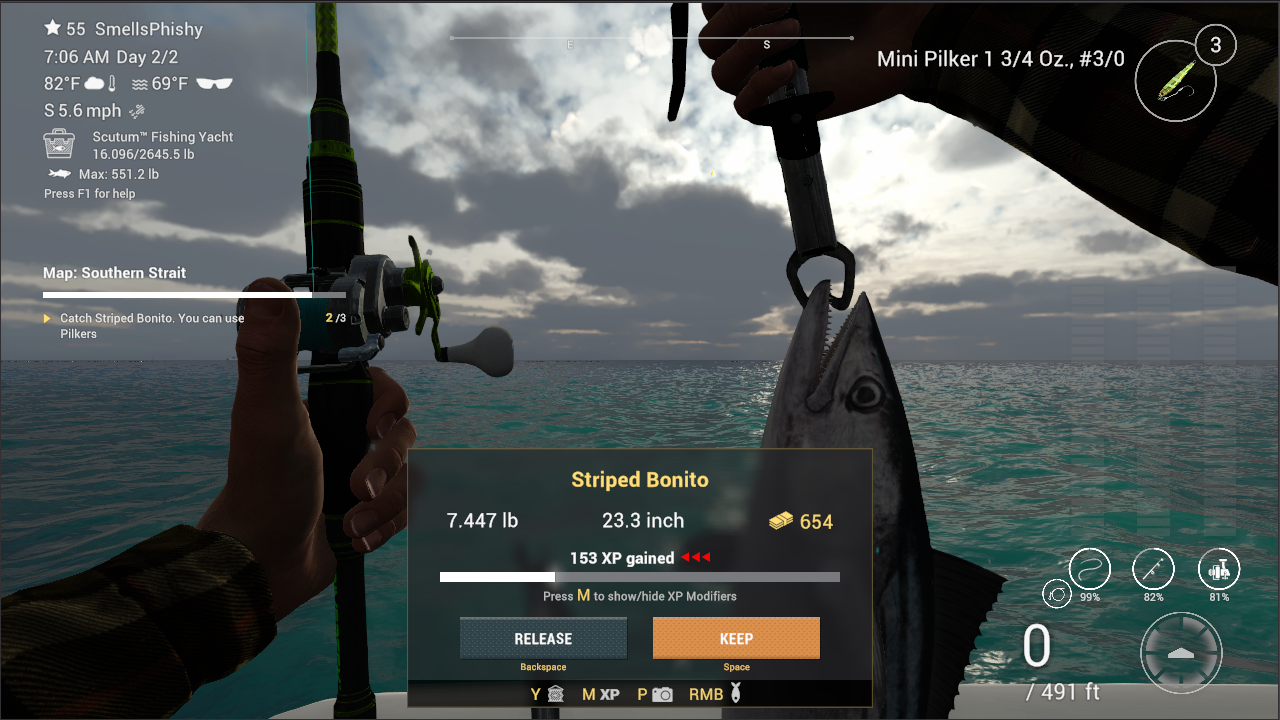 55 SmellsPhishy
7:06 AM Day 2/2
82°F 69°F
S 5.6 mph
Scutum™ Fishing Yacht
16.096/2645.5 lb
Max: 551.2 lb
Press F1 for help
Map: Southern Strait
Catch Striped Bonito. You can use 2 /3
Pilkers
E S
Mini Pilker 1 3/4 Oz., #3/0
3
Striped Bonito
7.447 lb 23.3 inch 654
153 XP gained
Press M to show/hide XP Modifiers
RELEASE KEEP
Backspace Space
Y M XP P RMB
99% 82% 81%
0
/ 491 ft